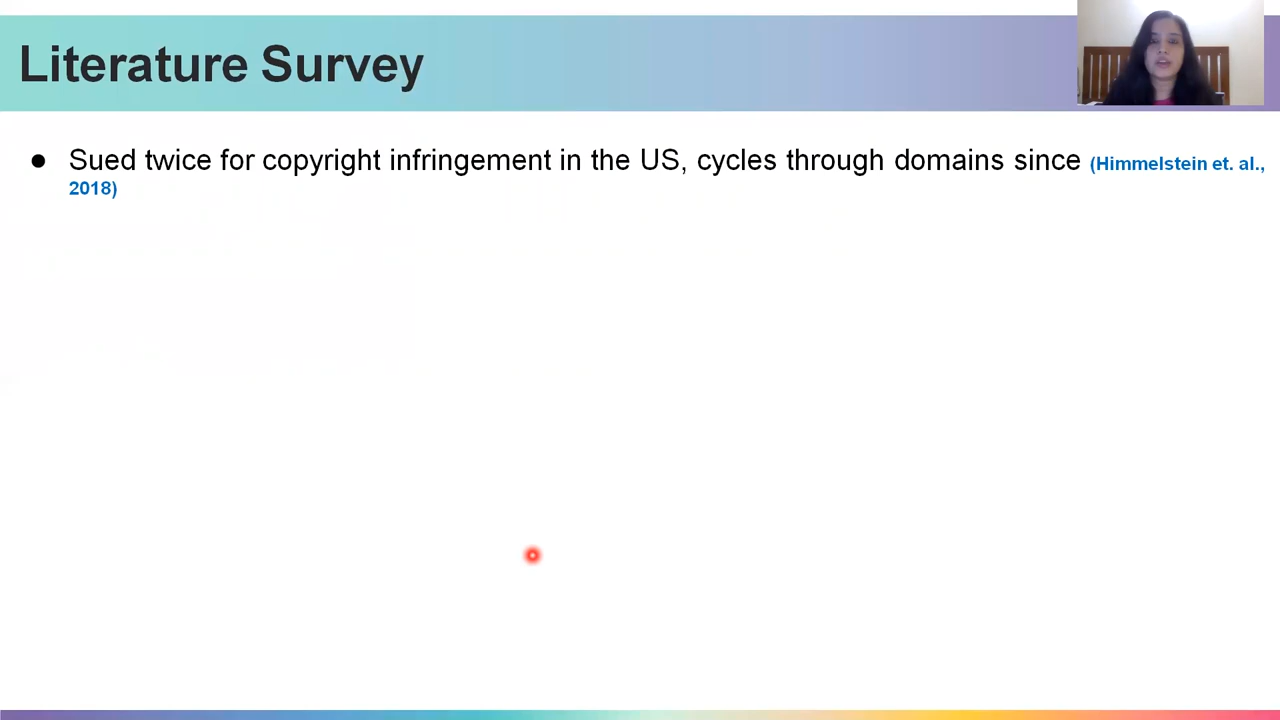 Literature Survey
● Sued twice for copyright infringement in the US, cycles through domains since (Himmelstein et. al.,
2018)